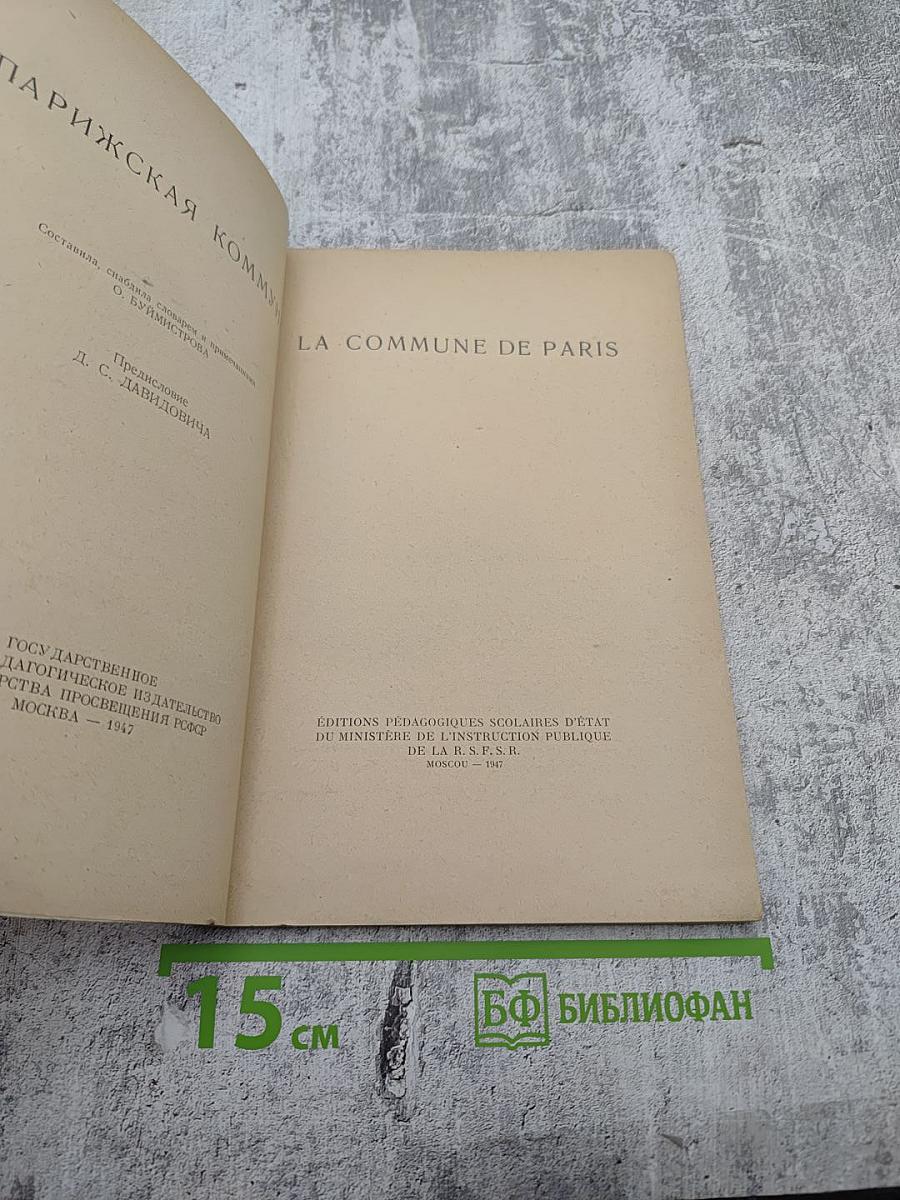 ПАРИЖСКАЯ КОММУН
Составила, снабдила словарем и примечаниями
О. БУЙМИСТРОВА
Предисловие
Д. С. ДАВИДОВИЧА
ГОСУДАРСТВЕННОЕ
ДАГОГИЧЕСКОЕ ИЗДАТЕЛЬСТВО
РСТВА ПРОСВЕЩЕНИЯ РСФСР
МОСКВА — 1947
LA COMMUNE DE PARIS
ÉDITIONS PÉDAGOGIQUES SCOLAIRES D'ÉTAT
DU MINISTÈRE DE L'INSTRUCTION PUBLIQUE
DE LA R. S. F. S. R.
MOSCOU — 1947
15 см
БФ БИБЛИОФАН